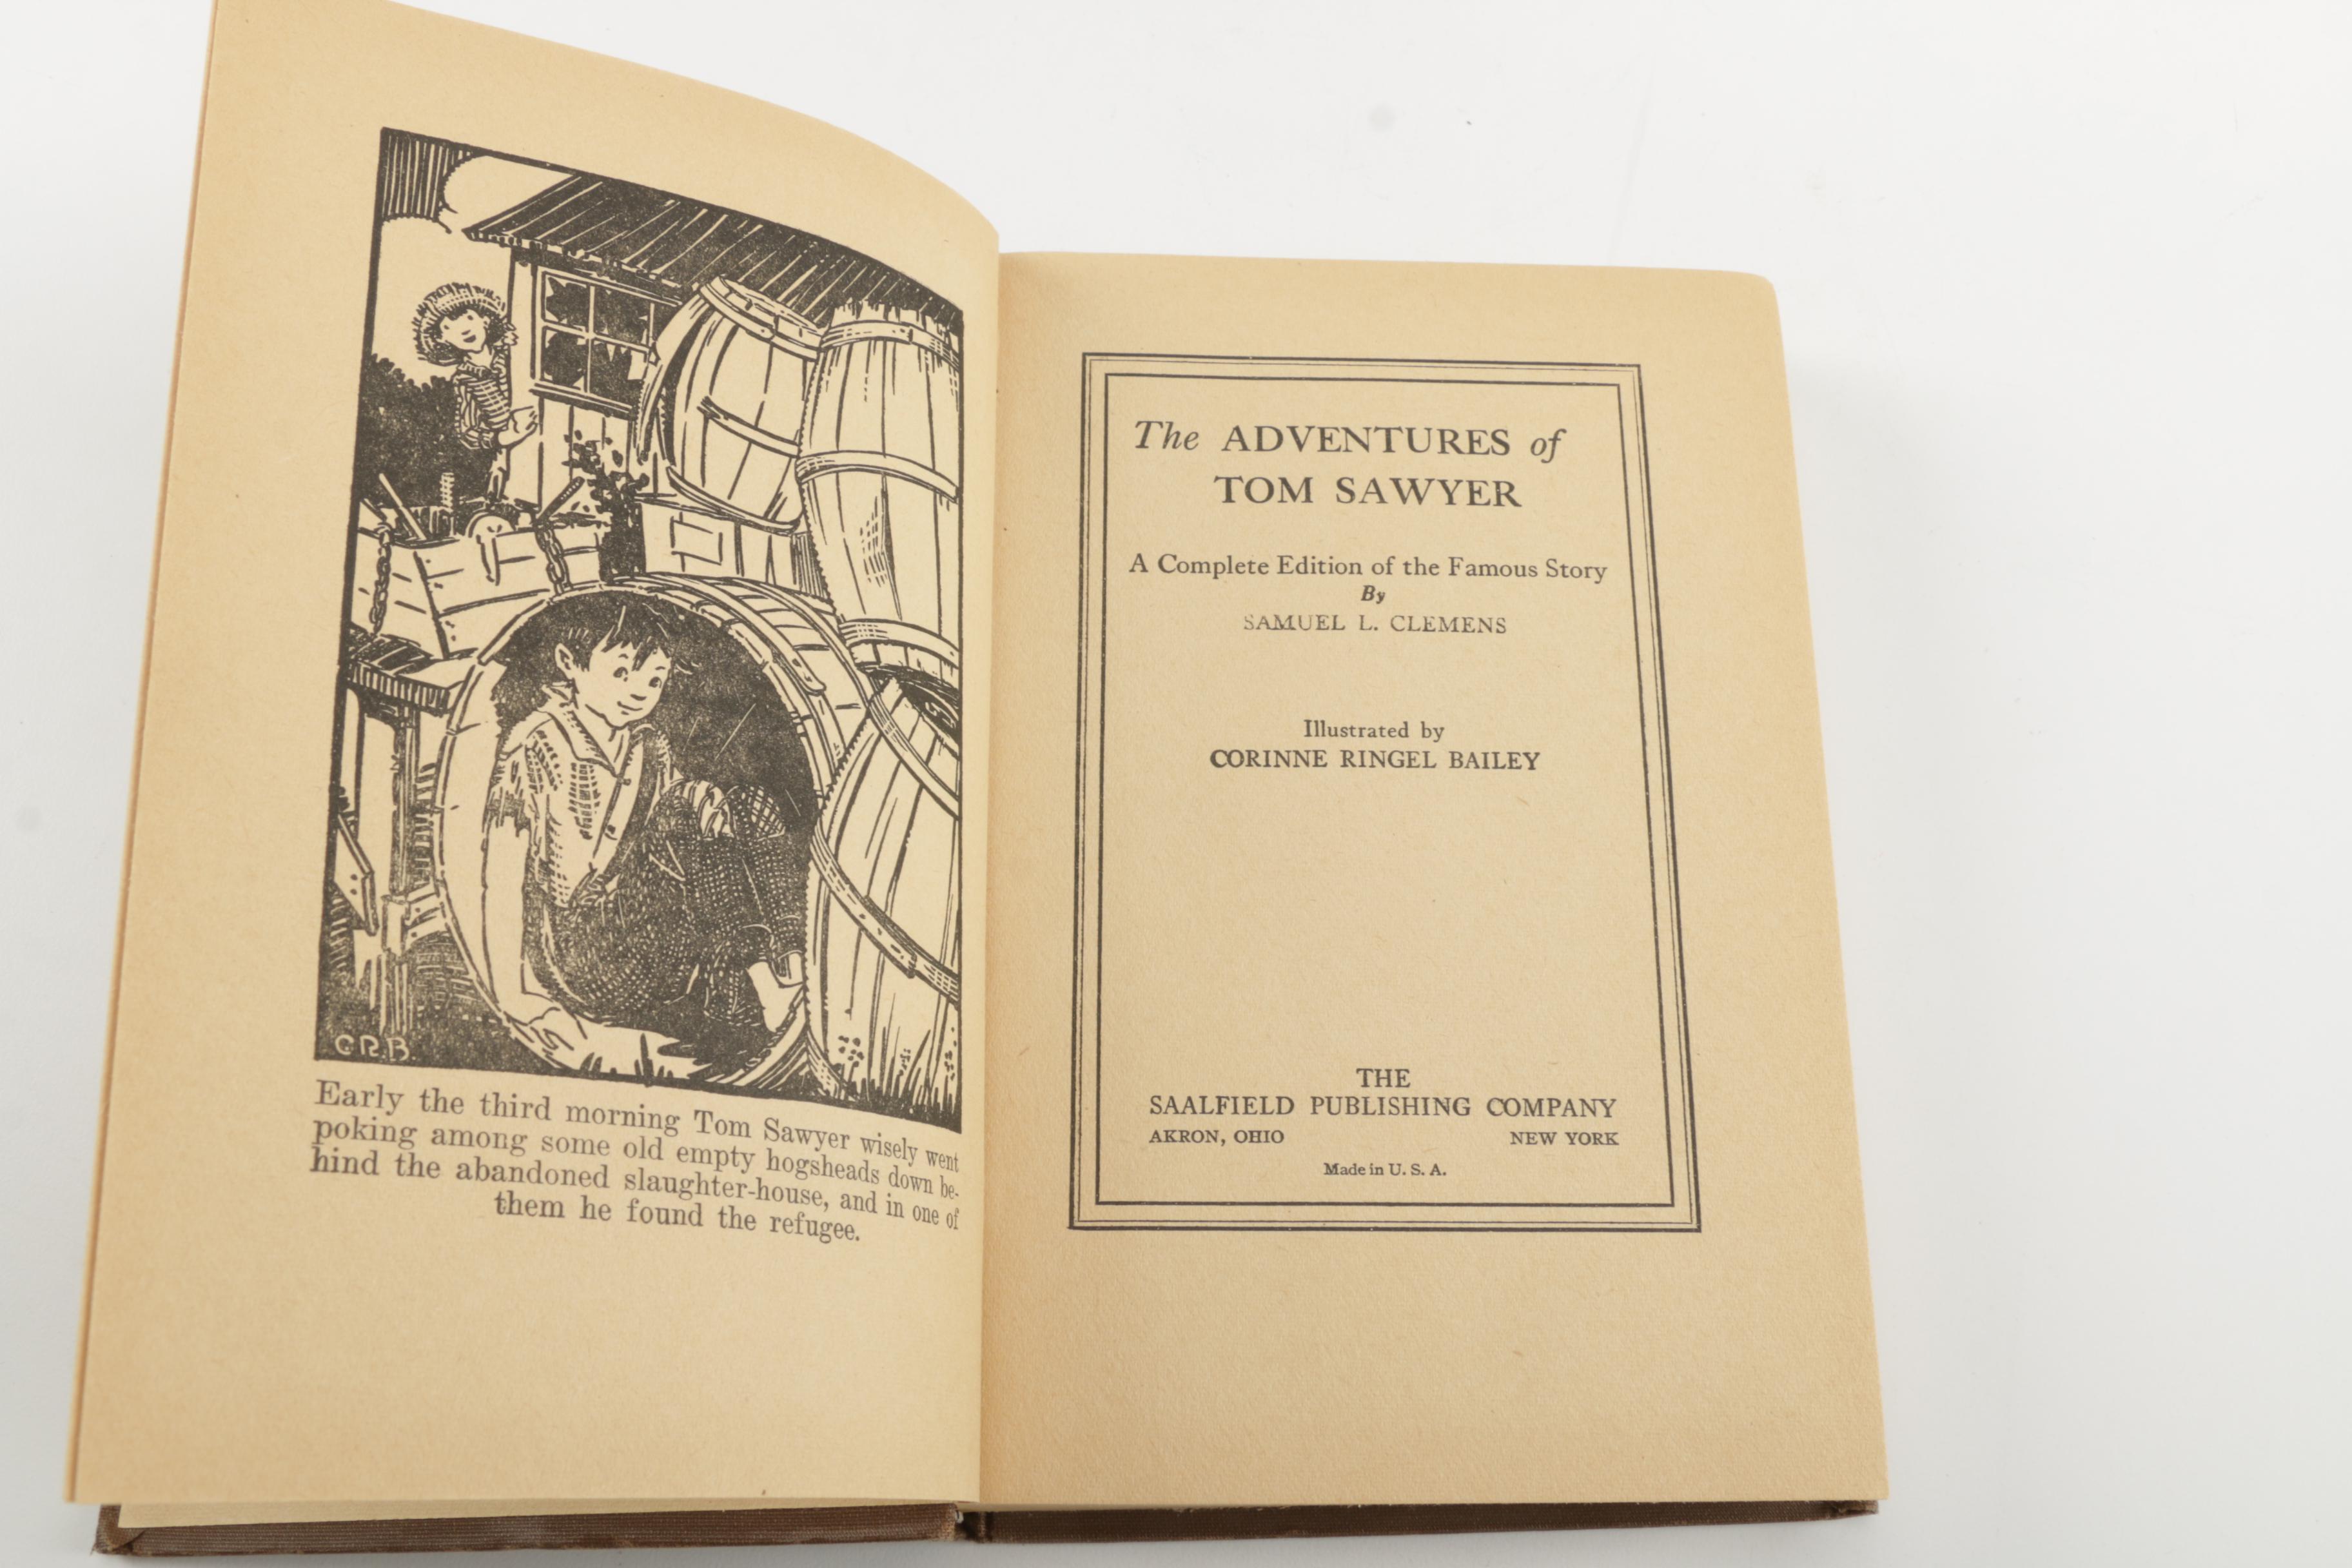 C.R.B.
Early the third morning Tom Sawyer wisely went
poking among some old empty hogsheads down be-
hind the abandoned slaughter-house, and in one of
them he found the refugee.
The ADVENTURES of
TOM SAWYER
A Complete Edition of the Famous Story
By
SAMUEL L. CLEMENS
Illustrated by
CORINNE RINGEL BAILEY
THE
SAALFIELD PUBLISHING COMPANY
AKRON, OHIO NEW YORK
Made in U. S. A.